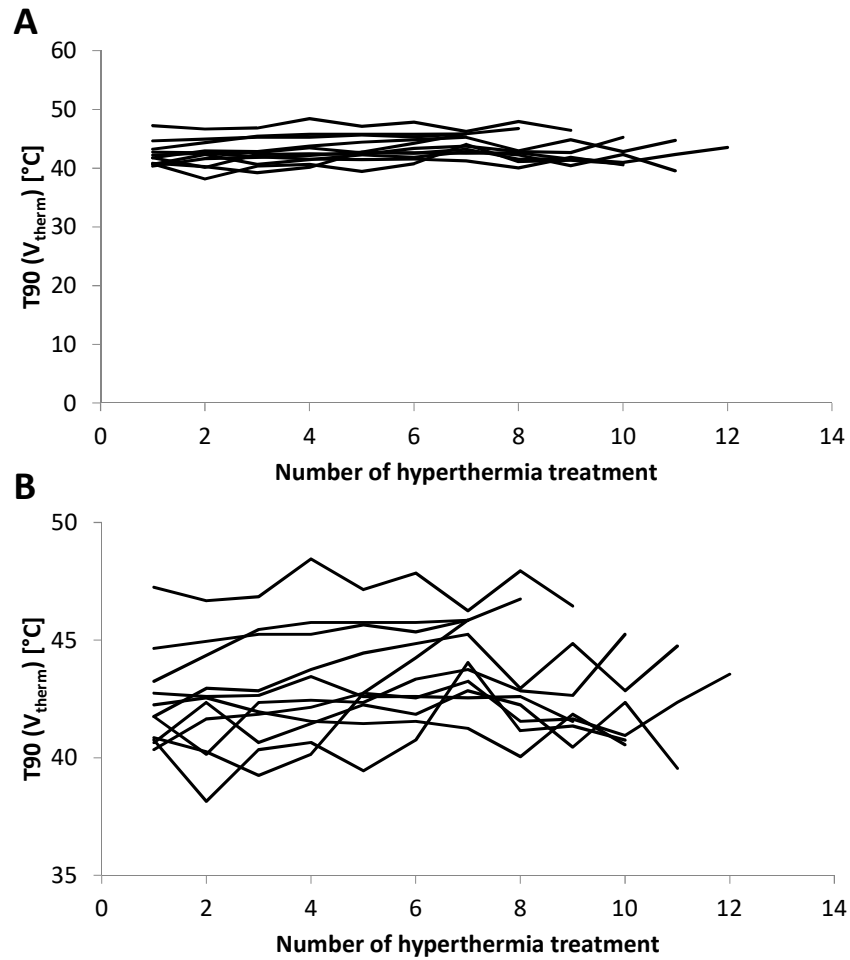 A
60
50
40
30
20
10
0
T90 (Vtherm) [°C]
0 2 4 6 8 10 12 14
Number of hyperthermia treatment
B
50
45
40
35
T90 (Vtherm) [°C]
0 2 4 6 8 10 12 14
Number of hyperthermia treatment